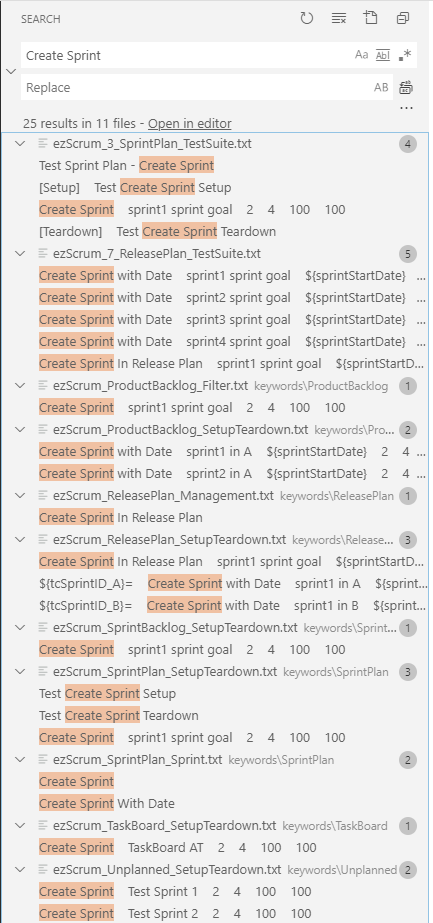 SEARCH
Create Sprint Aa Abl .*
Replace AB
...
25 results in 11 files - Open in editor
ezScrum_3_SprintPlan_TestSuite.txt 4
Test Sprint Plan - Create Sprint
[Setup] Test Create Sprint Setup
Create Sprint sprint1 sprint goal 2 4 100 100
[Teardown] Test Create Sprint Teardown
ezScrum_7_ReleasePlan_TestSuite.txt 5
Create Sprint with Date sprint1 sprint goal ${sprintStartDate} ...
Create Sprint with Date sprint2 sprint goal ${sprintStartDate} ...
Create Sprint with Date sprint3 sprint goal ${sprintStartDate} ...
Create Sprint with Date sprint4 sprint goal ${sprintStartDate} ...
Create Sprint In Release Plan sprint1 sprint goal ${sprintStartD...
ezScrum_ProductBacklog_Filter.txt keywords\ProductBacklog 1
Create Sprint sprint1 sprint goal 2 4 100 100
ezScrum_ProductBacklog_SetupTeardown.txt keywords\Pro... 2
Create Sprint with Date sprint1 in A ${sprintStartDate} 2 4 ...
Create Sprint with Date sprint2 in A ${sprintStartDate} 2 4 ...
ezScrum_ReleasePlan_Management.txt keywords\ReleasePlan 1
Create Sprint In Release Plan
ezScrum_ReleasePlan_SetupTeardown.txt keywords\Release... 3
Create Sprint In Release Plan sprint1 sprint goal ${sprintStartD...
${tcSprintID_A}= Create Sprint with Date sprint1 in A ${sprint...
${tcSprintID_B}= Create Sprint with Date sprint1 in B ${sprint...
ezScrum_SprintBacklog_SetupTeardown.txt keywords\Sprint... 1
Create Sprint sprint1 sprint goal 2 4 100 100
ezScrum_SprintPlan_SetupTeardown.txt keywords\SprintPlan 3
Test Create Sprint Setup
Test Create Sprint Teardown
Create Sprint sprint1 sprint goal 2 4 100 100
ezScrum_SprintPlan_Sprint.txt keywords\SprintPlan 2
Create Sprint
Create Sprint With Date
ezScrum_TaskBoard_SetupTeardown.txt keywords\TaskBoard 1
Create Sprint TaskBoard AT 2 4 100 100
ezScrum_Unplanned_SetupTeardown.txt keywords\Unplanned 2
Create Sprint Test Sprint 1 2 4 100 100
Create Sprint Test Sprint 2 2 4 100 100